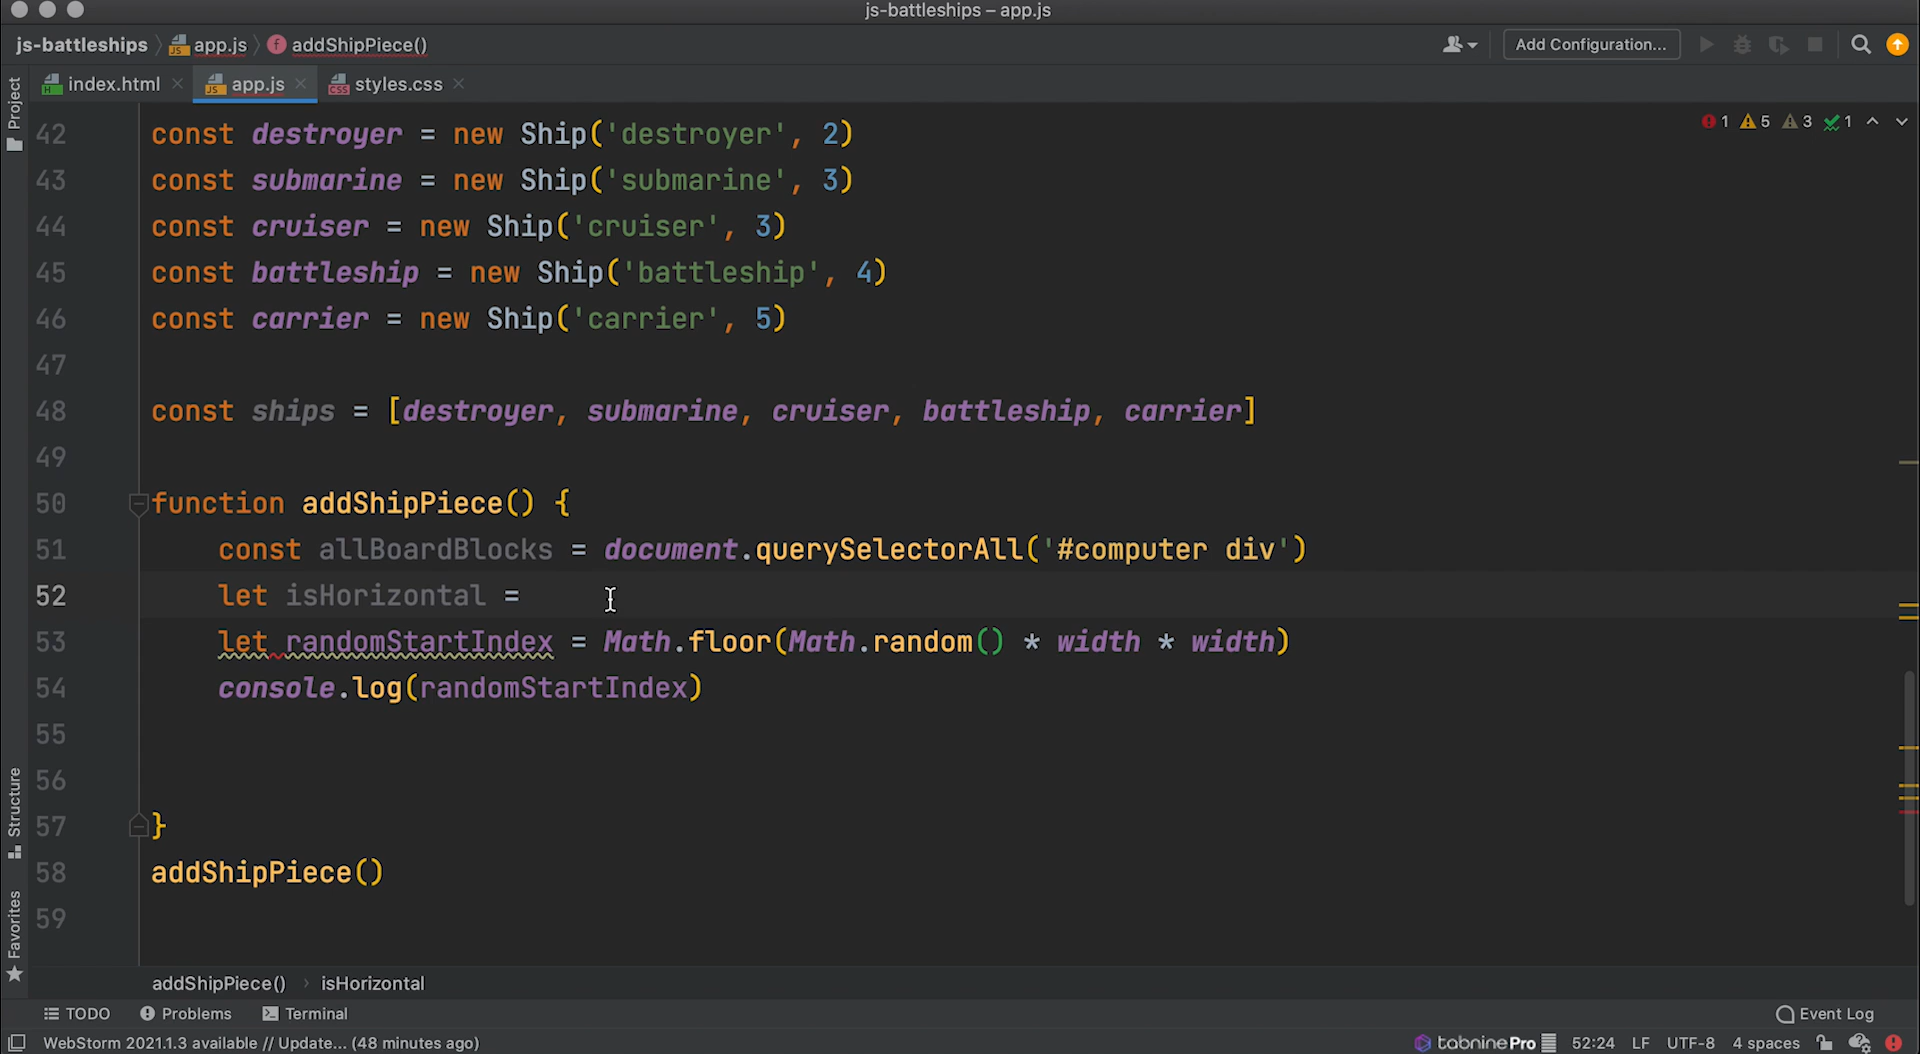 js-battleships – app.js
js-battleships app.js addShipPiece()
Add Configuration...
index.html app.js styles.css
Project
1 5 3 1
42 const destroyer = new Ship('destroyer', 2)
43 const submarine = new Ship('submarine', 3)
44 const cruiser = new Ship('cruiser', 3)
45 const battleship = new Ship('battleship', 4)
46 const carrier = new Ship('carrier', 5)
47
48 const ships = [destroyer, submarine, cruiser, battleship, carrier]
49
50 function addShipPiece() {
51 const allBoardBlocks = document.querySelectorAll('#computer div')
52 let isHorizontal =
53 let randomStartIndex = Math.floor(Math.random() * width * width)
54 console.log(randomStartIndex)
55
56
57 }
58 addShipPiece()
59
Structure
Favorites
addShipPiece() › isHorizontal
TODO Problems Terminal Event Log
WebStorm 2021.1.3 available // Update... (48 minutes ago) tabninePro 52:24 LF UTF-8 4 spaces